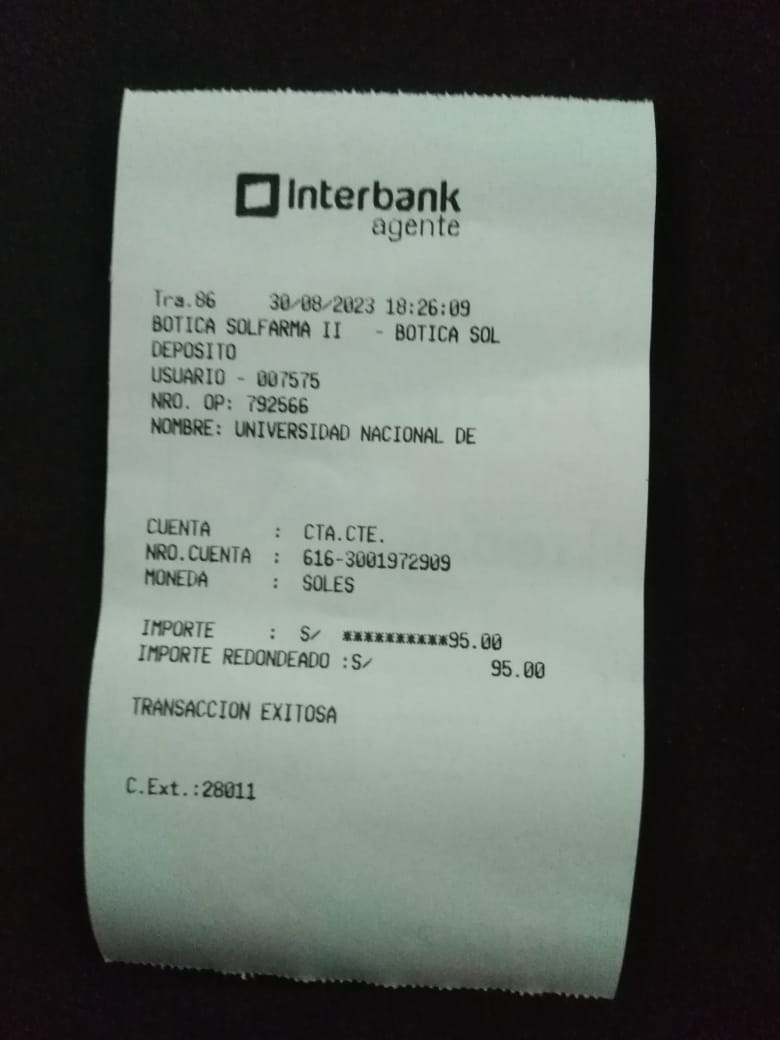 Interbank
agente
Tra.86 30/08/2023 18:26:09
BOTICA SOLFARMA II - BOTICA SOL
DEPOSITO
USUARIO - 007575
NRO. OP: 792566
NOMBRE: UNIVERSIDAD NACIONAL DE
CUENTA : CTA.CTE.
NRO.CUENTA : 616-3001972909
MONEDA : SOLES
IMPORTE : S/ **********95.00
IMPORTE REDONDEADO :S/ 95.00
TRANSACCION EXITOSA
C.Ext.:28011